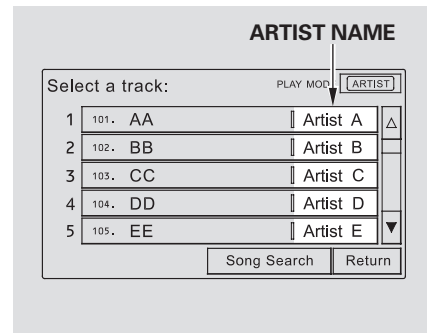 ARTIST NAME
Select a track: PLAY MOD ARTIST
1 101. AA Artist A
2 102. BB Artist B
3 103. CC Artist C
4 104. DD Artist D
5 105. EE Artist E
Song Search Return